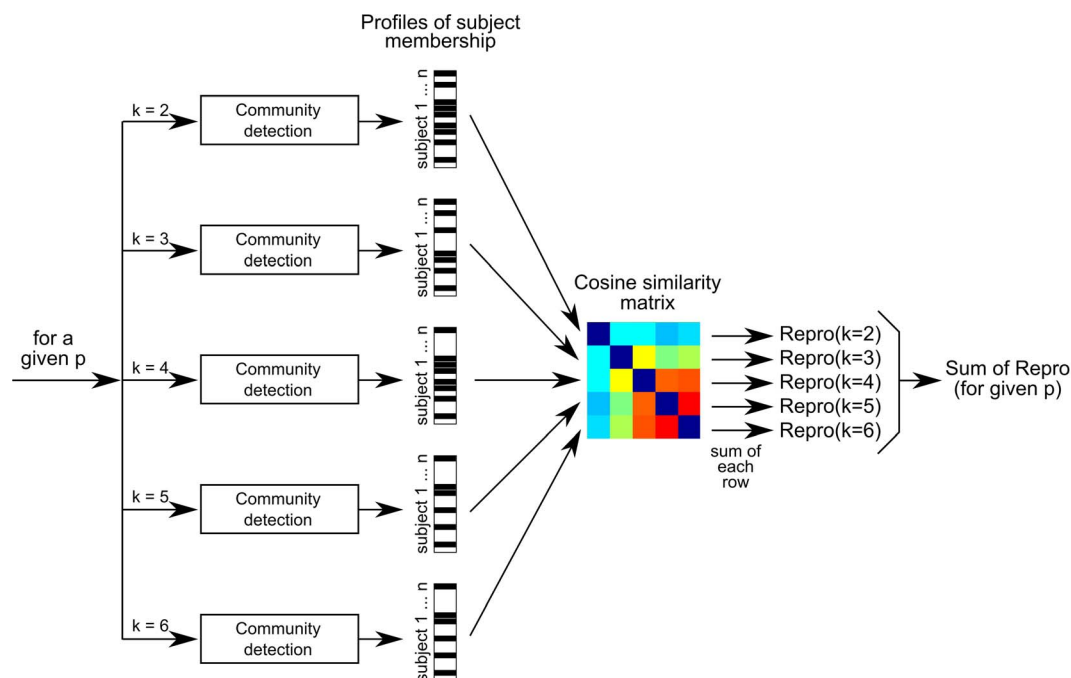 Profiles of subject
membership
k = 2
Community
detection
subject 1 ... n
k = 3
Community
detection
subject 1 ... n
for a
given p
k = 4
Community
detection
subject 1 ... n
k = 5
Community
detection
subject 1 ... n
k = 6
Community
detection
subject 1 ... n
Cosine similarity
matrix
Repro(k=2)
Repro(k=3)
Repro(k=4)
Repro(k=5)
Repro(k=6)
sum of
each
row
Sum of Repro
(for given p)